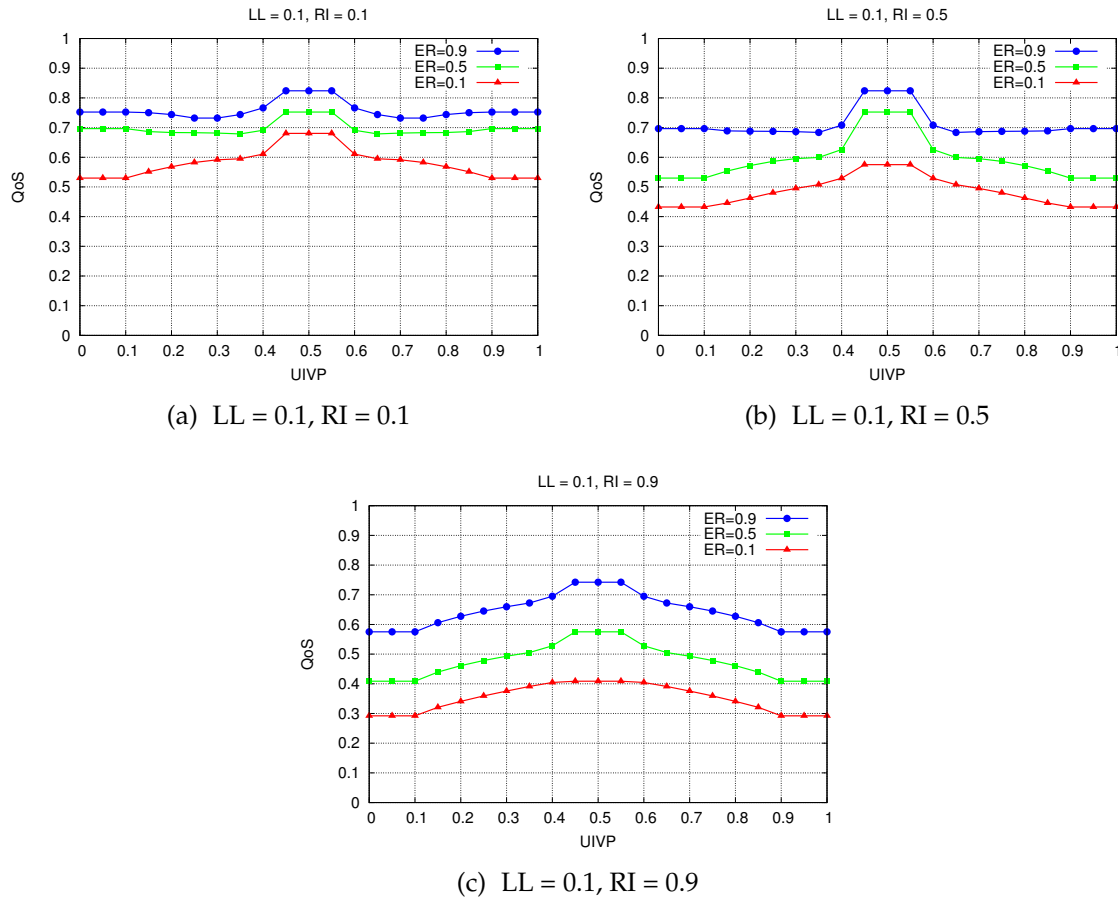 LL = 0.1, RI = 0.1
1
0.9
0.8
0.7
0.6
0.5
0.4
0.3
0.2
0.1
0
QoS
ER=0.9
ER=0.5
ER=0.1
0 0.1 0.2 0.3 0.4 0.5 0.6 0.7 0.8 0.9 1
UIVP
(a) LL = 0.1, RI = 0.1
LL = 0.1, RI = 0.5
1
0.9
0.8
0.7
0.6
0.5
0.4
0.3
0.2
0.1
0
QoS
ER=0.9
ER=0.5
ER=0.1
0 0.1 0.2 0.3 0.4 0.5 0.6 0.7 0.8 0.9 1
UIVP
(b) LL = 0.1, RI = 0.5
LL = 0.1, RI = 0.9
1
0.9
0.8
0.7
0.6
0.5
0.4
0.3
0.2
0.1
0
QoS
ER=0.9
ER=0.5
ER=0.1
0 0.1 0.2 0.3 0.4 0.5 0.6 0.7 0.8 0.9 1
UIVP
(c) LL = 0.1, RI = 0.9